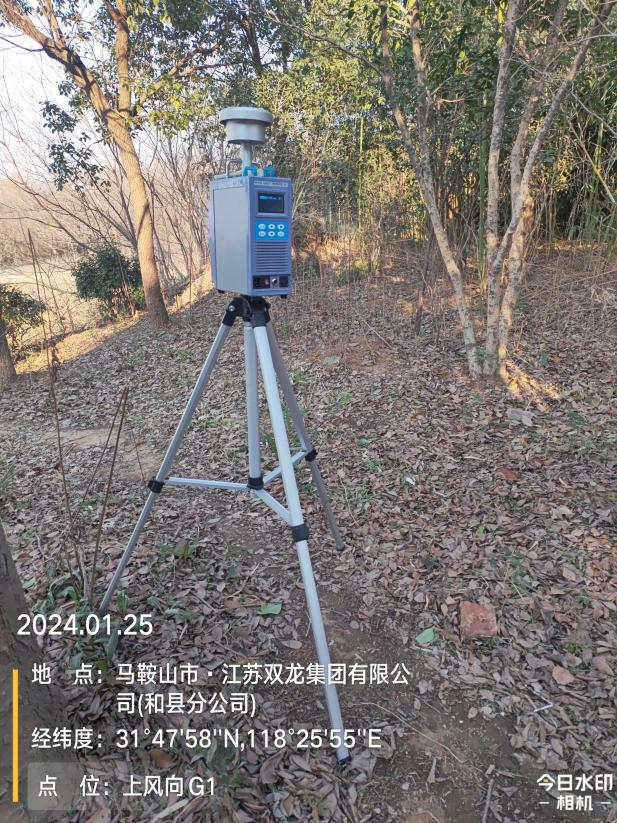 2024.01.25
地 点：马鞍山市·江苏双龙集团有限公
司(和县分公司)
经纬度：31°47'58''N,118°25'55''E
点 位：上风向G1
今日水印
相机